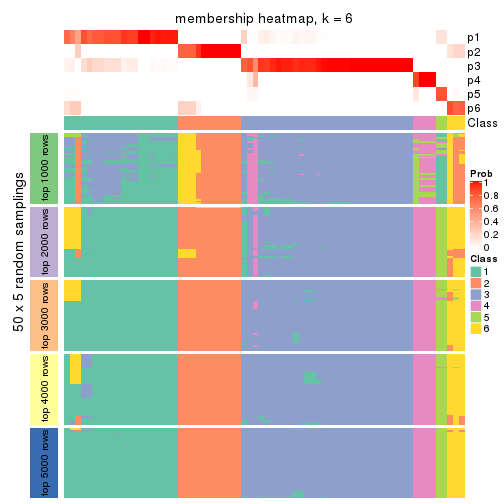 membership heatmap, k = 6
p1
p2
p3
p4
p5
p6
Class
50 x 5 random samplings
top 1000 rows
top 2000 rows
top 3000 rows
top 4000 rows
top 5000 rows
Prob
1
0.8
0.6
0.4
0.2
0
Class
1
2
3
4
5
6